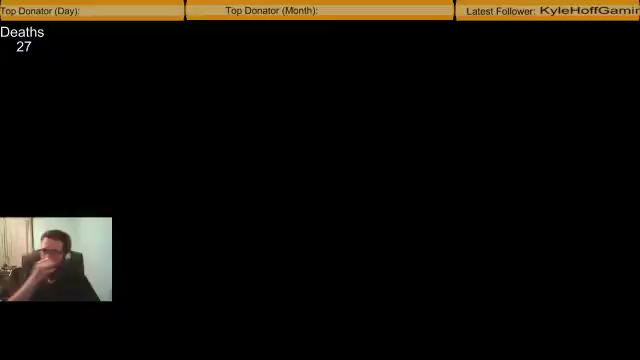 Top Donator (Day):
Top Donator (Month):
Latest Follower: KyleHoffGamin
Deaths
27